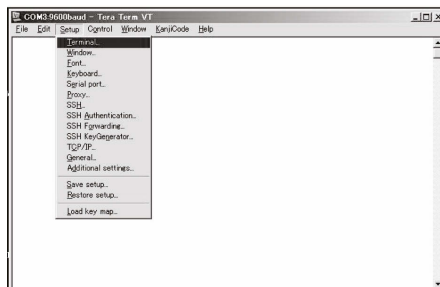 COM3:9600baud - Tera Term VT
File Edit Setup Control Window KanjiCode Help
Terminal...
Window...
Font...
Keyboard...
Serial port...
Proxy...
SSH...
SSH Authentication...
SSH Forwarding...
SSH KeyGenerator...
TCP/IP...
General...
Additional settings...
Save setup...
Restore setup...
Load key map...